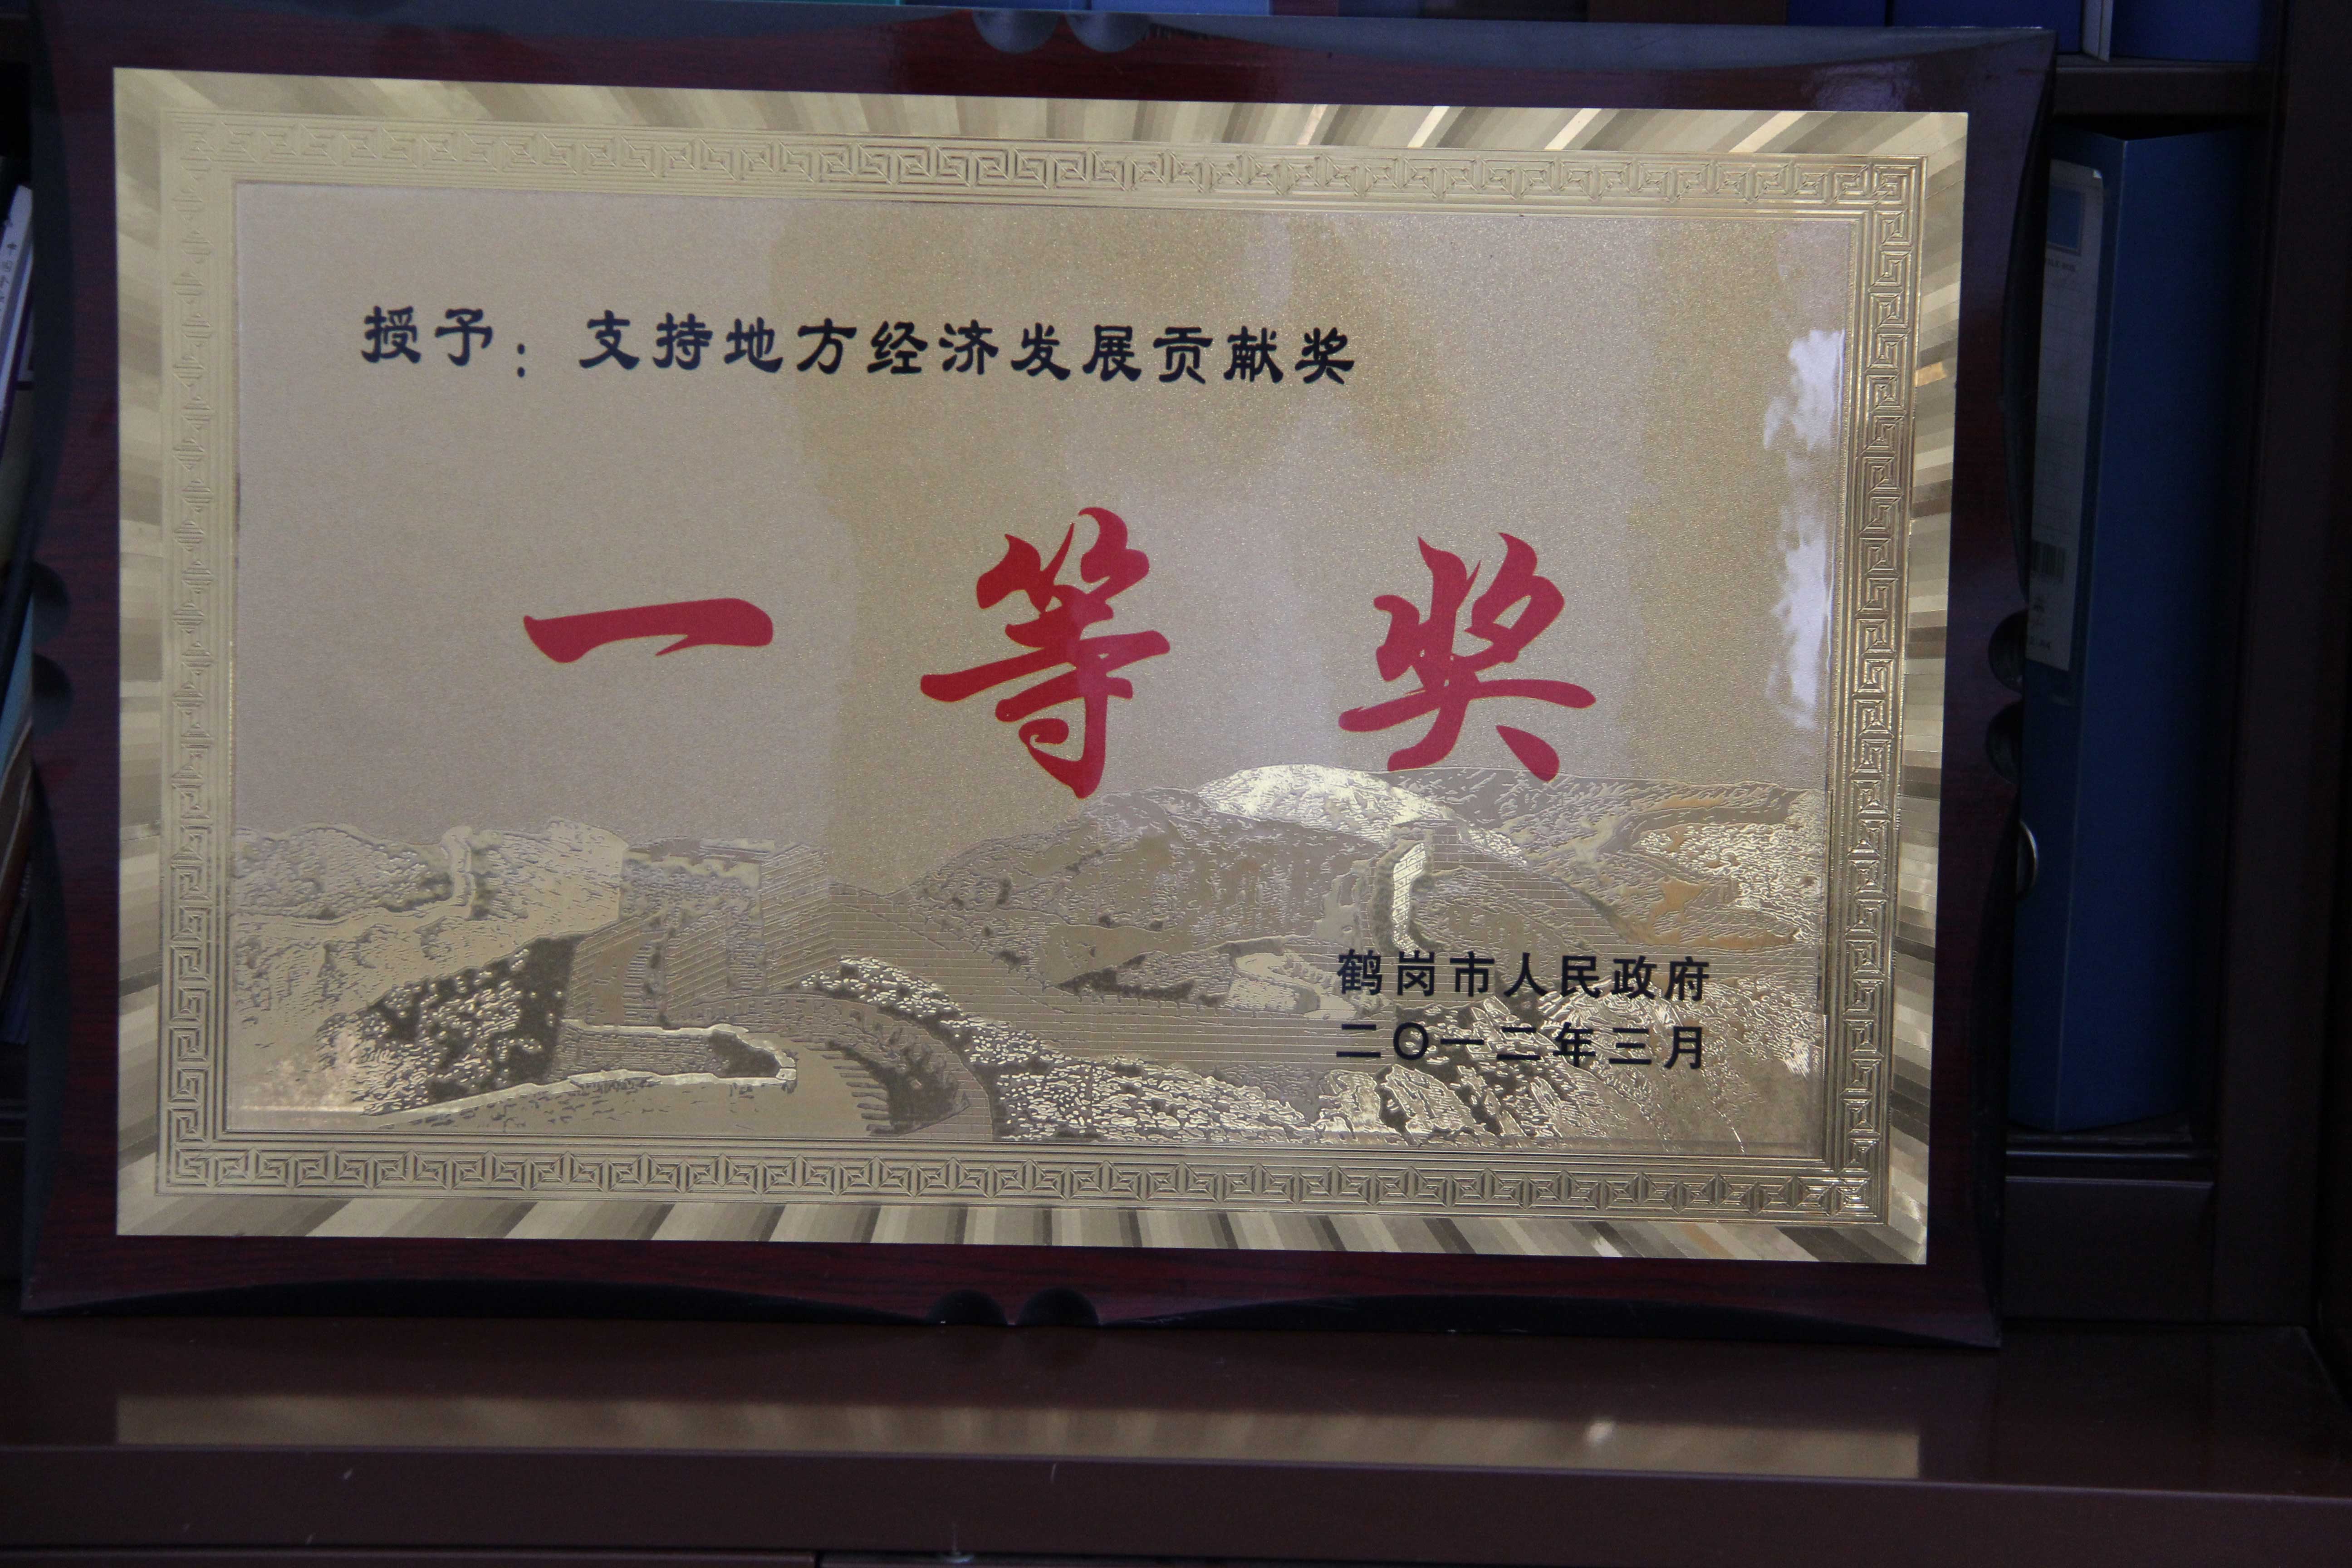 授予：支持地方经济发展贡献奖
一等奖
鹤岗市人民政府
二〇一二年三月